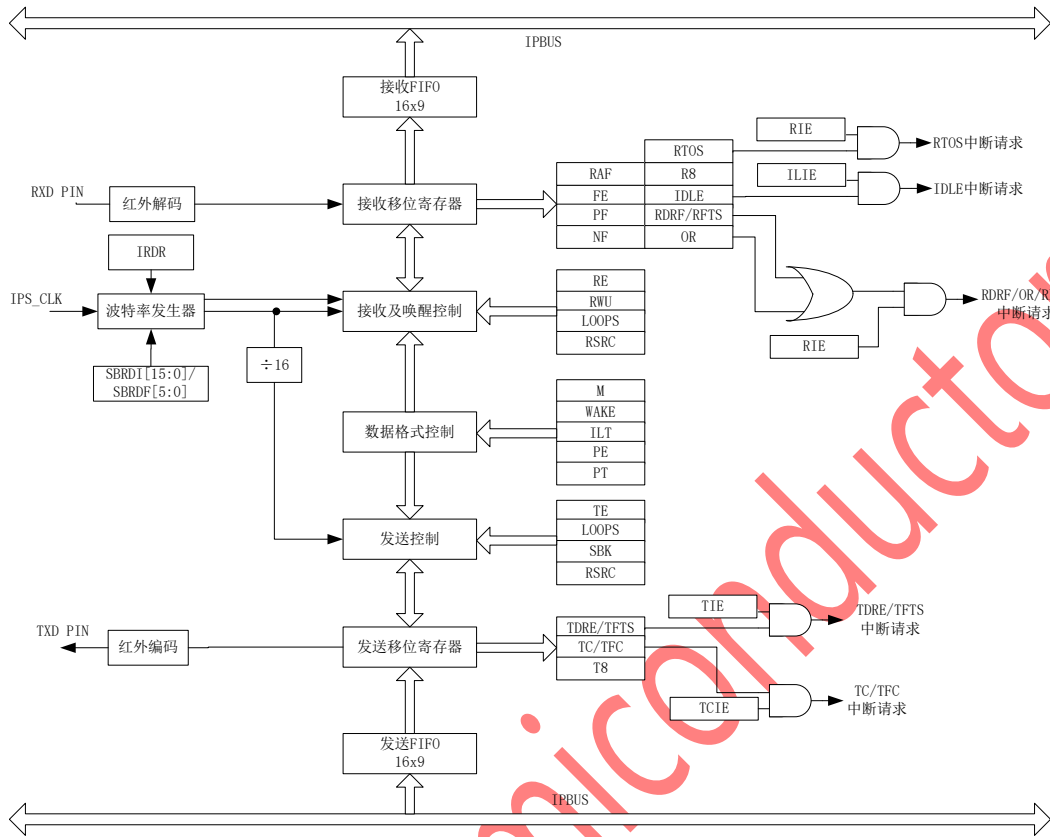 IPBUS
接收FIFO
16x9
RIE
RTOS中断请求
RTOS
ILIE
IDLE中断请求
RAF
R8
FE
IDLE
PF
RDRF/RFTS
NF
OR
RXD PIN
红外解码
接收移位寄存器
IRDR
IPS_CLK
波特率发生器
接收及唤醒控制
RE
RWU
LOOPS
RSRC
RDRF/OR/R
中断请求
RIE
SBRDI[15:0]/
SBRDF[5:0]
÷16
数据格式控制
M
WAKE
ILT
PE
PT
发送控制
TE
LOOPS
SBK
RSRC
TIE
TDRE/TFTS
中断请求
TXD PIN
红外编码
发送移位寄存器
TDRE/TFTS
TC/TFC
T8
TCIE
TC/TFC
中断请求
发送FIFO
16x9
IPBUS
miconductor